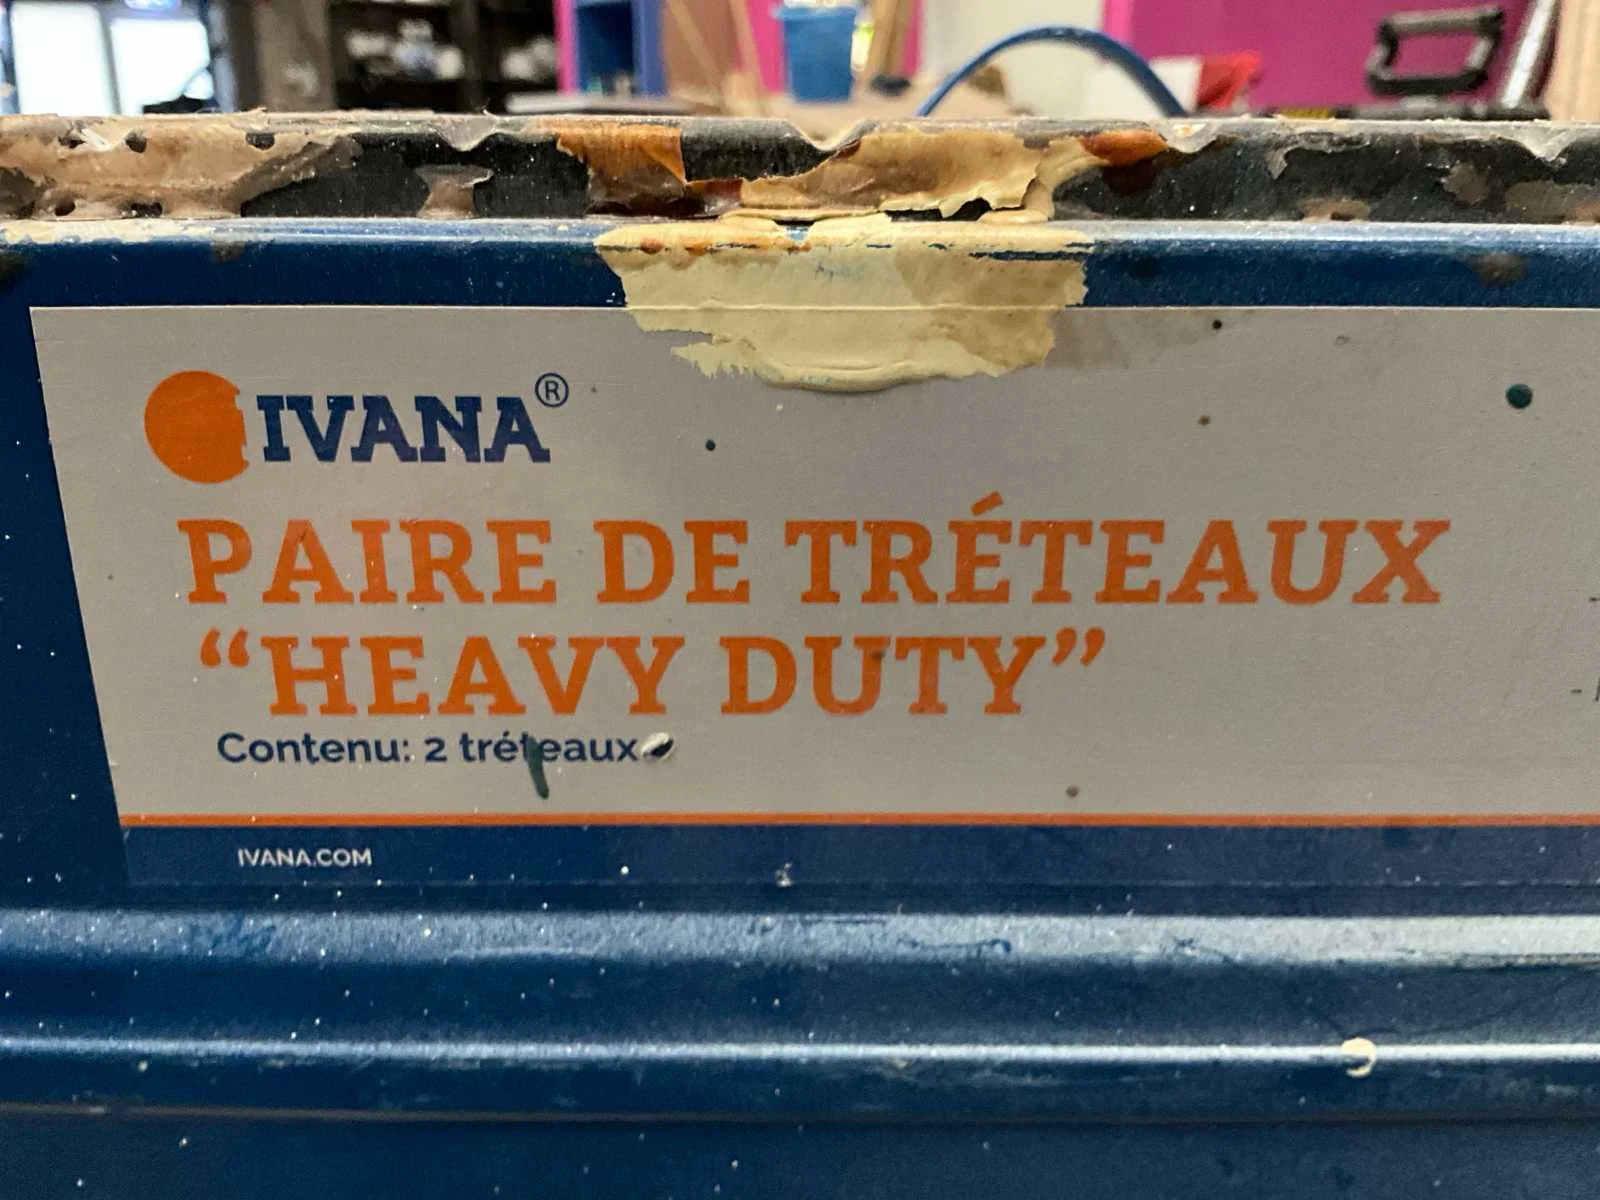 IVANA®
PAIRE DE TRÉTEAUX
“HEAVY DUTY”
Contenu: 2 tréteaux
IVANA.COM